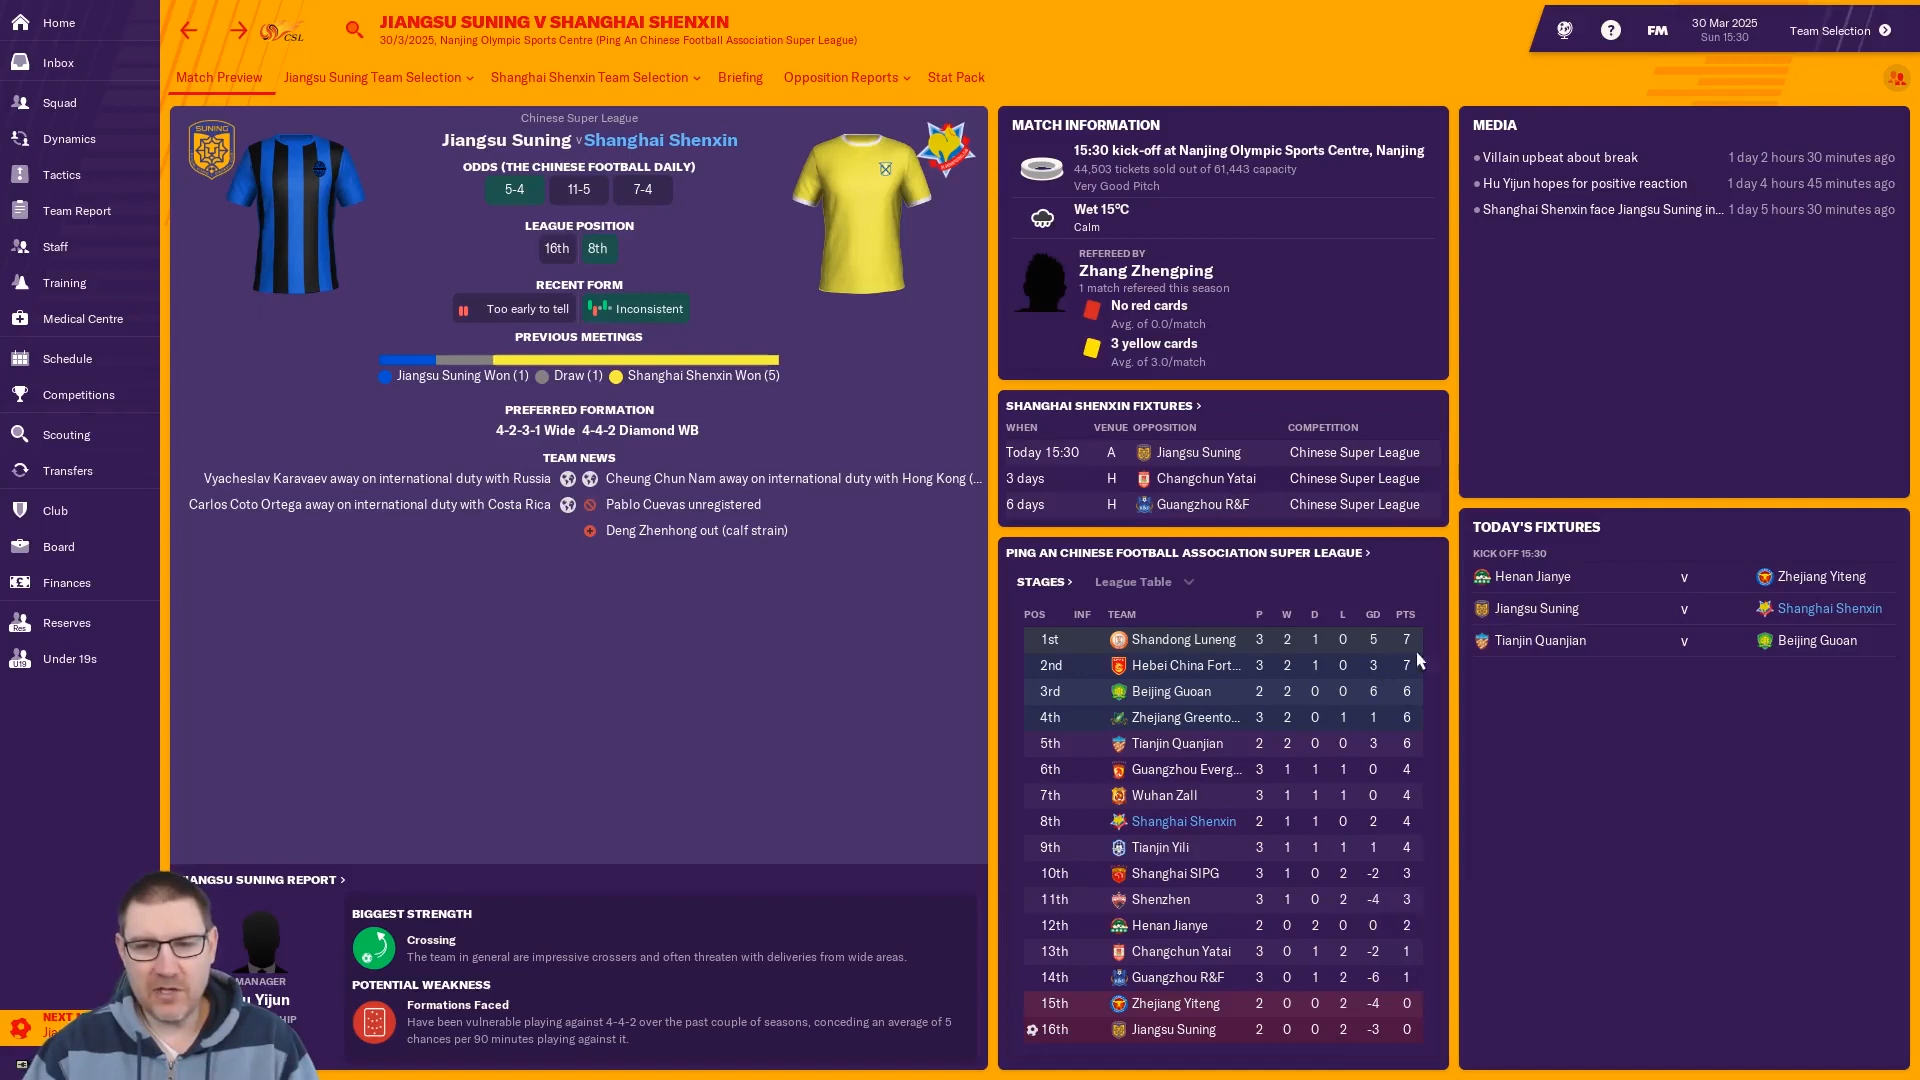 Home
Inbox
Squad
Dynamics
Tactics
Team Report
Staff
Training
Medical Centre
Schedule
Competitions
Scouting
Transfers
Club
Board
Finances
Reserves
Under 19s
CSL
JIANGSU SUNING V SHANGHAI SHENXIN
30/3/2025, Nanjing Olympic Sports Centre (Ping An Chinese Football Association Super League)
FM
30 Mar 2025
Sun 15:30
Team Selection
Match Preview
Jiangsu Suning Team Selection
Shanghai Shenxin Team Selection
Briefing
Opposition Reports
Stat Pack
SUNING
Chinese Super League
Jiangsu Suning v Shanghai Shenxin
ODDS (THE CHINESE FOOTBALL DAILY)
5-4 11-5 7-4
LEAGUE POSITION
16th 8th
RECENT FORM
Too early to tell Inconsistent
PREVIOUS MEETINGS
Jiangsu Suning Won (1) Draw (1) Shanghai Shenxin Won (5)
PREFERRED FORMATION
4-2-3-1 Wide 4-4-2 Diamond WB
TEAM NEWS
Vyacheslav Karavaev away on international duty with Russia Cheung Chun Nam away on international duty with Hong Kong (...
Carlos Coto Ortega away on international duty with Costa Rica Pablo Cuevas unregistered
Deng Zhenhong out (calf strain)
IANGSU SUNING REPORT >
MANAGER
u Yijun
HIP
NEXT M
Jia
BIGGEST STRENGTH
Crossing
The team in general are impressive crossers and often threaten with deliveries from wide areas.
POTENTIAL WEAKNESS
Formations Faced
Have been vulnerable playing against 4-4-2 over the past couple of seasons, conceding an average of 5
chances per 90 minutes playing against it.
MATCH INFORMATION
15:30 kick-off at Nanjing Olympic Sports Centre, Nanjing
44,503 tickets sold out of 61,443 capacity
Very Good Pitch
Wet 15°C
Calm
REFEREED BY
Zhang Zhengping
1 match refereed this season
No red cards
Avg. of 0.0/match
3 yellow cards
Avg. of 3.0/match
SHANGHAI SHENXIN FIXTURES >
WHEN VENUE OPPOSITION COMPETITION
Today 15:30 A Jiangsu Suning Chinese Super League
3 days H Changchun Yatai Chinese Super League
6 days H Guangzhou R&F Chinese Super League
PING AN CHINESE FOOTBALL ASSOCIATION SUPER LEAGUE >
STAGES > League Table
POS INF TEAM P W D L GD PTS
1st Shandong Luneng 3 2 1 0 5 7
2nd Hebei China Fort... 3 2 1 0 3 7
3rd Beijing Guoan 2 2 0 0 6 6
4th Zhejiang Greento... 3 2 0 1 1 6
5th Tianjin Quanjian 2 2 0 0 3 6
6th Guangzhou Everg... 3 1 1 1 0 4
7th Wuhan Zall 3 1 1 1 0 4
8th Shanghai Shenxin 2 1 1 0 2 4
9th Tianjin Yili 3 1 1 1 1 4
10th Shanghai SIPG 3 1 0 2 -2 3
11th Shenzhen 3 1 0 2 -4 3
12th Henan Jianye 2 0 2 0 0 2
13th Changchun Yatai 3 0 1 2 -2 1
14th Guangzhou R&F 3 0 1 2 -6 1
15th Zhejiang Yiteng 2 0 0 2 -4 0
16th Jiangsu Suning 2 0 0 2 -3 0
MEDIA
Villain upbeat about break 1 day 2 hours 30 minutes ago
Hu Yijun hopes for positive reaction 1 day 4 hours 45 minutes ago
Shanghai Shenxin face Jiangsu Suning in... 1 day 5 hours 30 minutes ago
TODAY'S FIXTURES
KICK OFF 15:30
Henan Jianye v Zhejiang Yiteng
Jiangsu Suning v Shanghai Shenxin
Tianjin Quanjian v Beijing Guoan